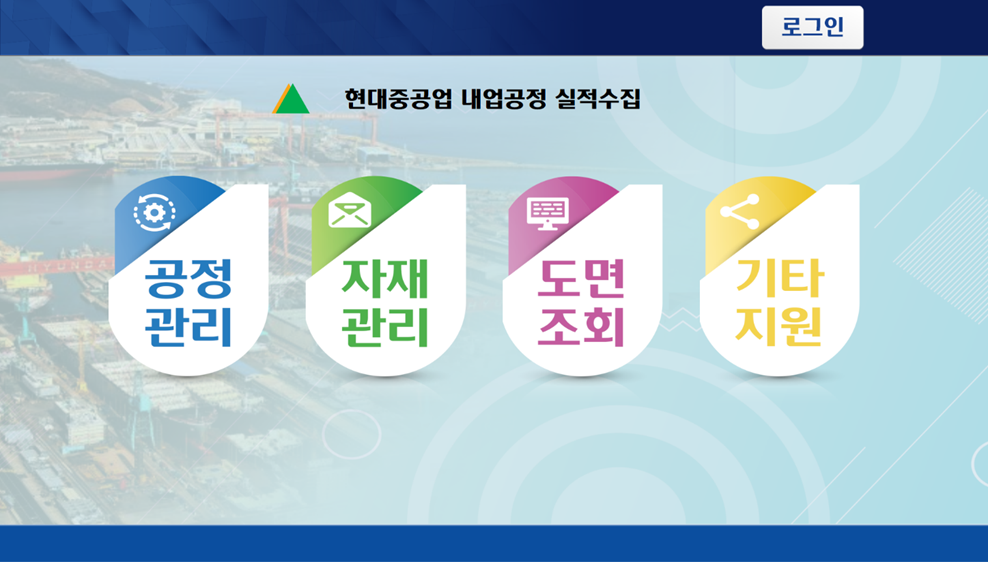 로그인
현대중공업 내업공정 실적수집
공정
관리
자재
관리
도면
조회
기타
지원